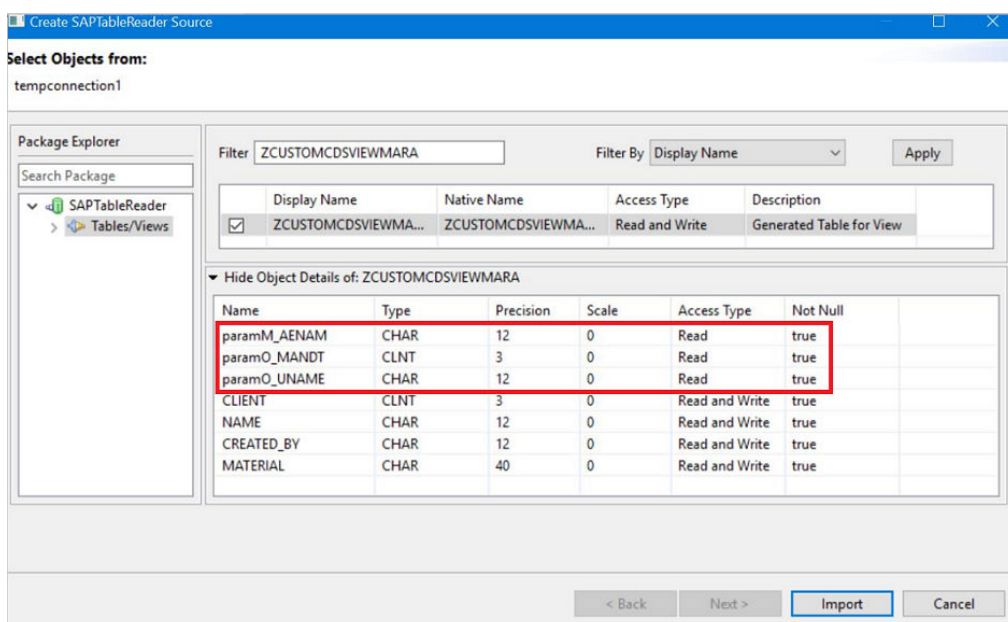 Create SAPTableReader Source
Select Objects from:
tempconnection1
Package Explorer
Search Package
SAPTableReader
Tables/Views
Filter ZCUSTOMCDSVIEWMARA Filter By Display Name Apply
Display Name Native Name Access Type Description
ZCUSTOMCDSVIEWMA... ZCUSTOMCDSVIEWMA... Read and Write Generated Table for View
Hide Object Details of: ZCUSTOMCDSVIEWMARA
Name Type Precision Scale Access Type Not Null
paramM_AENAM CHAR 12 0 Read true
paramO_MANDT CLNT 3 0 Read true
paramO_UNAME CHAR 12 0 Read true
CLIENT CLNT 3 0 Read and Write true
NAME CHAR 12 0 Read and Write true
CREATED_BY CHAR 12 0 Read and Write true
MATERIAL CHAR 40 0 Read and Write true
< Back Next > Import Cancel